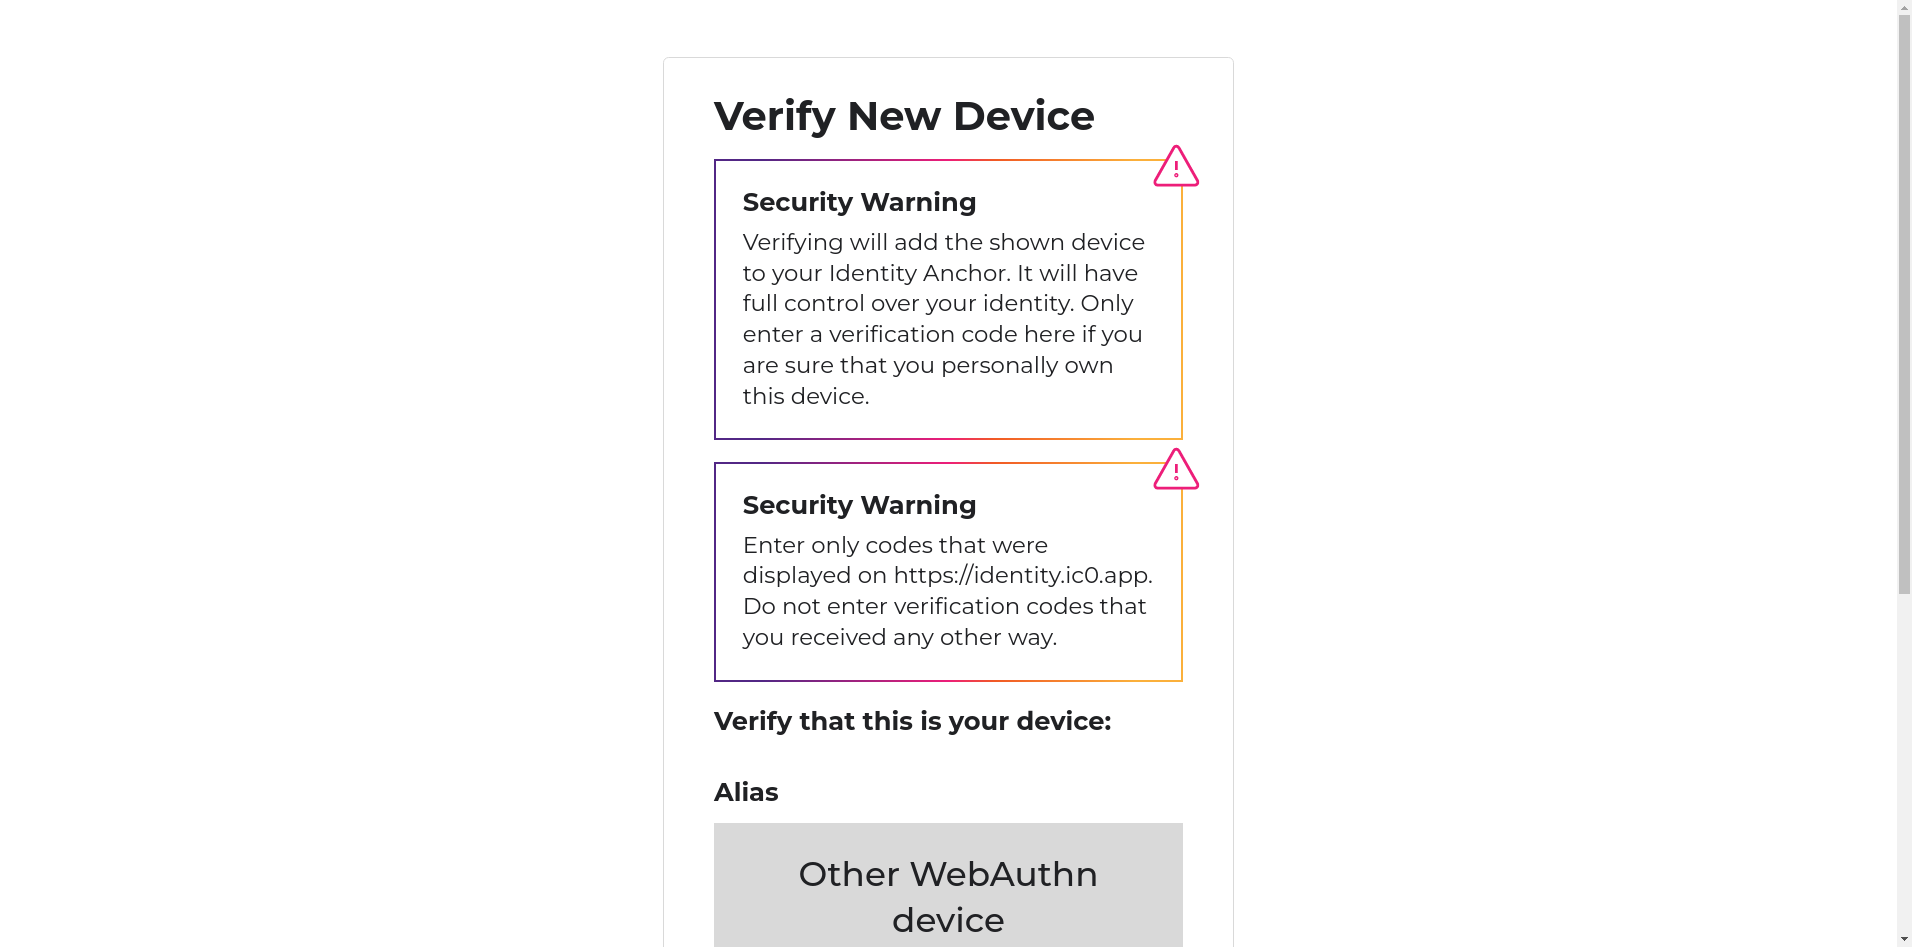 Verify New Device
Security Warning
Verifying will add the shown device
to your Identity Anchor. It will have
full control over your identity. Only
enter a verification code here if you
are sure that you personally own
this device.
Security Warning
Enter only codes that were
displayed on https://identity.ic0.app.
Do not enter verification codes that
you received any other way.
Verify that this is your device:
Alias
Other WebAuthn
device